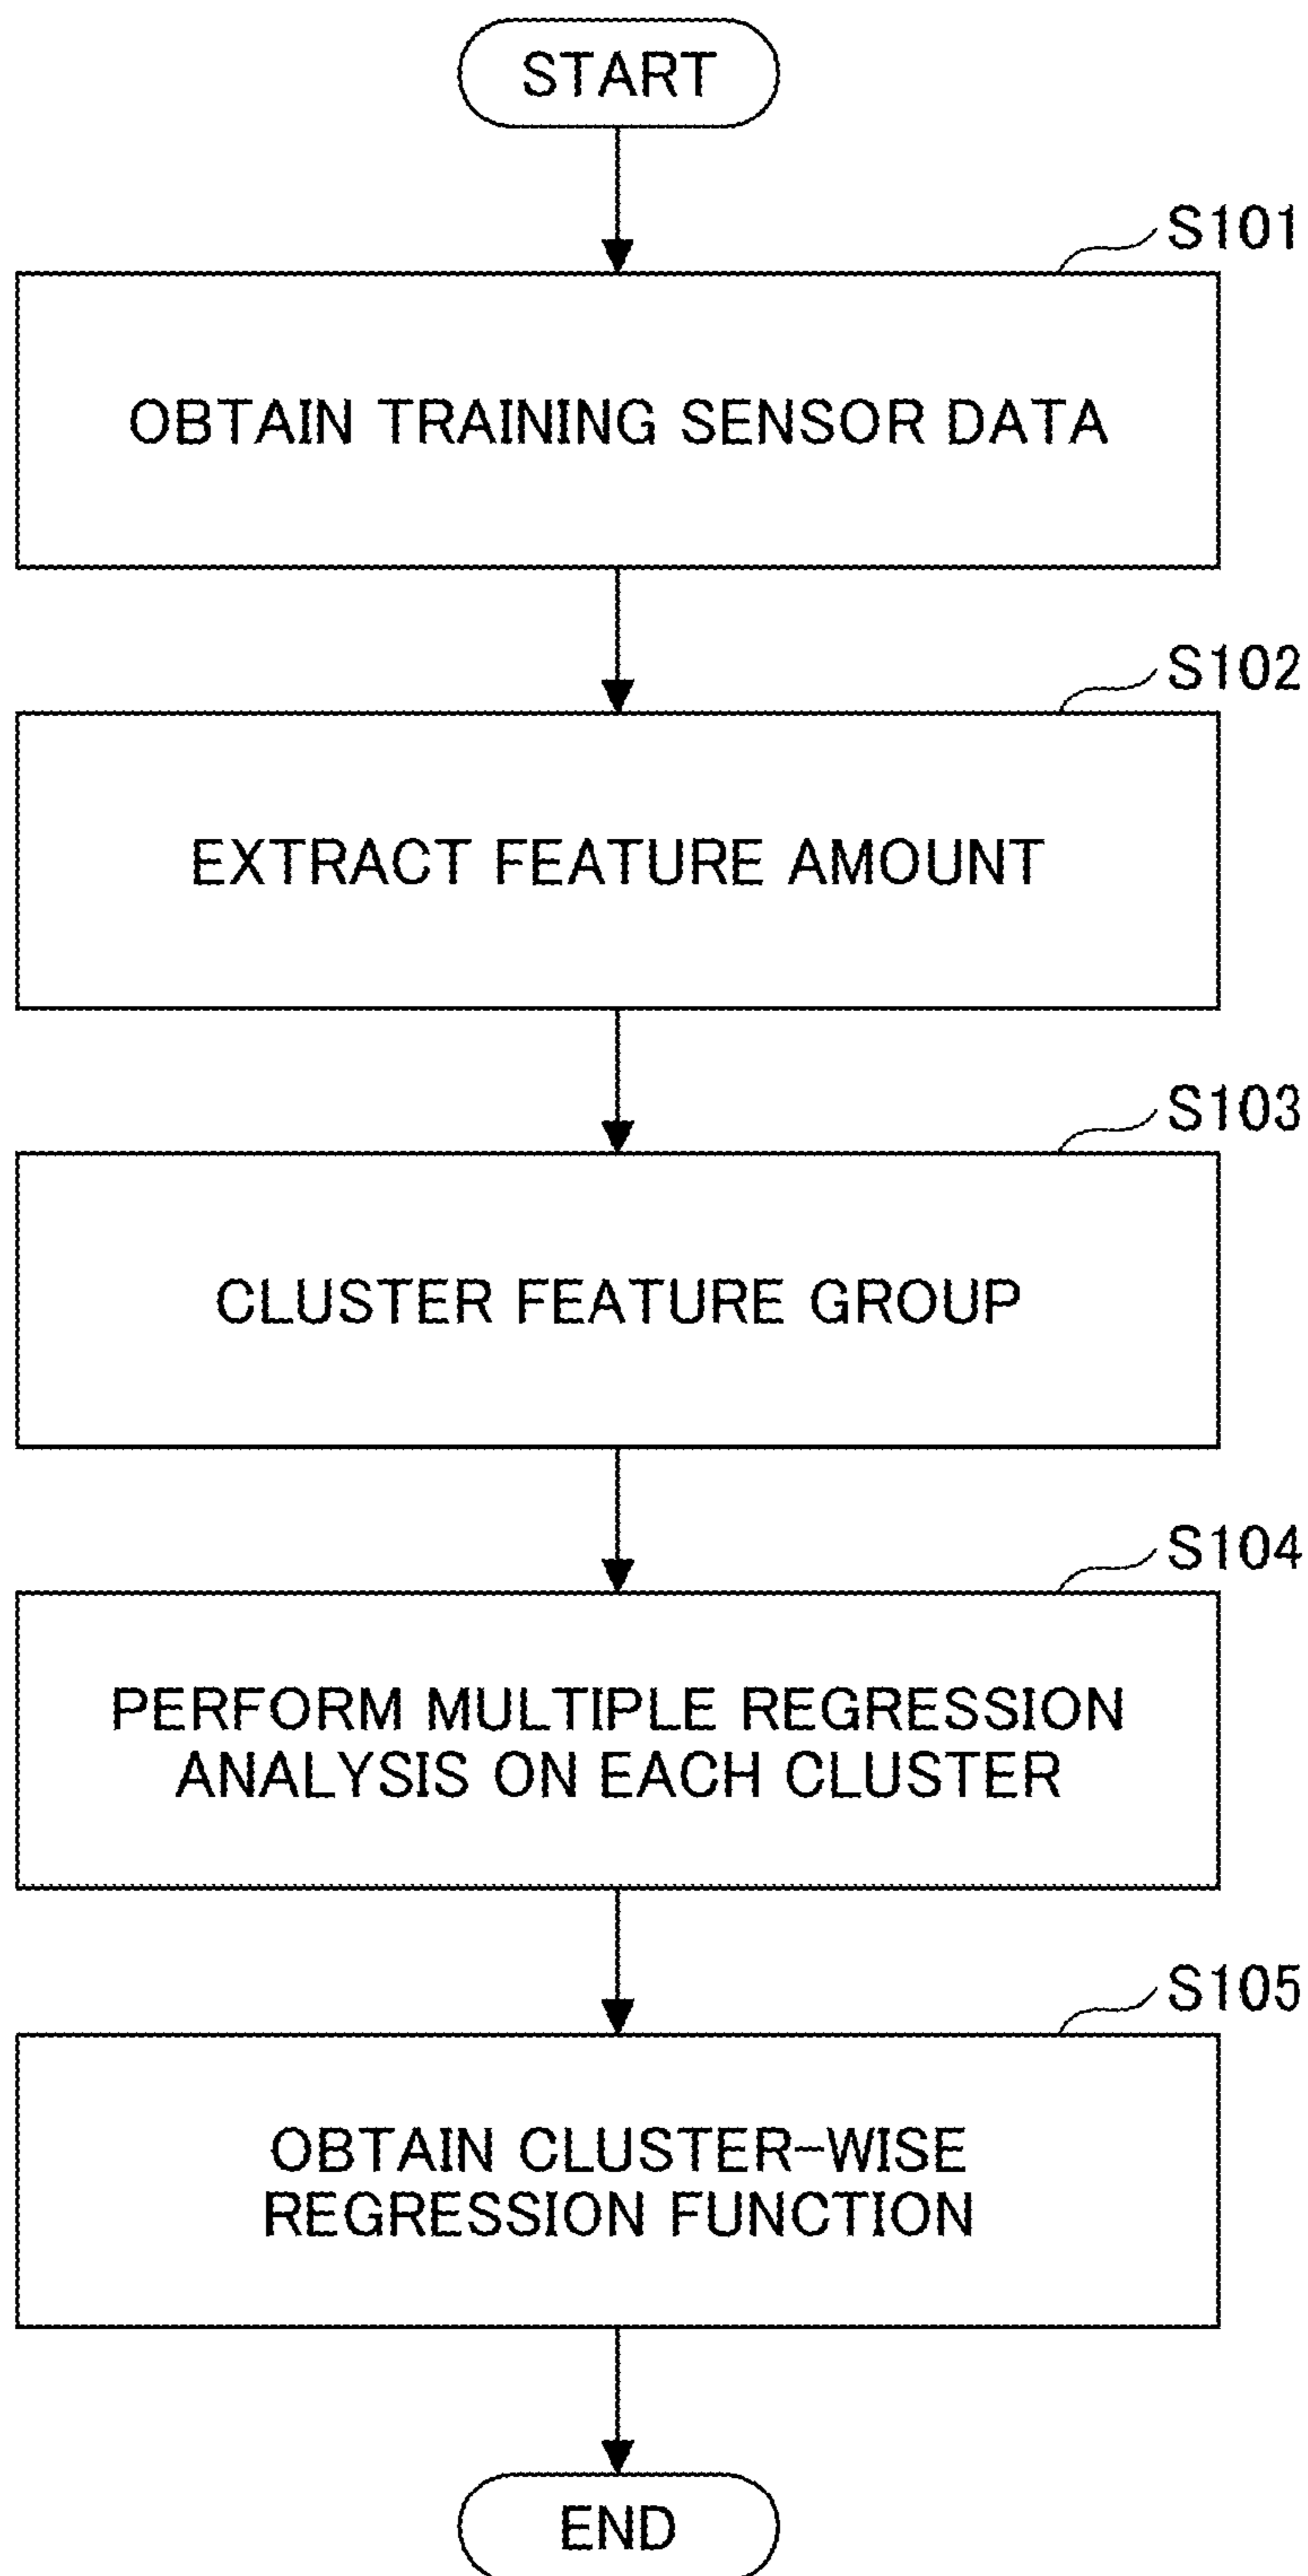 START
S101
OBTAIN TRAINING SENSOR DATA
S102
EXTRACT FEATURE AMOUNT
S103
CLUSTER FEATURE GROUP
S104
PERFORM MULTIPLE REGRESSION
ANALYSIS ON EACH CLUSTER
S105
OBTAIN CLUSTER-WISE
REGRESSION FUNCTION
END